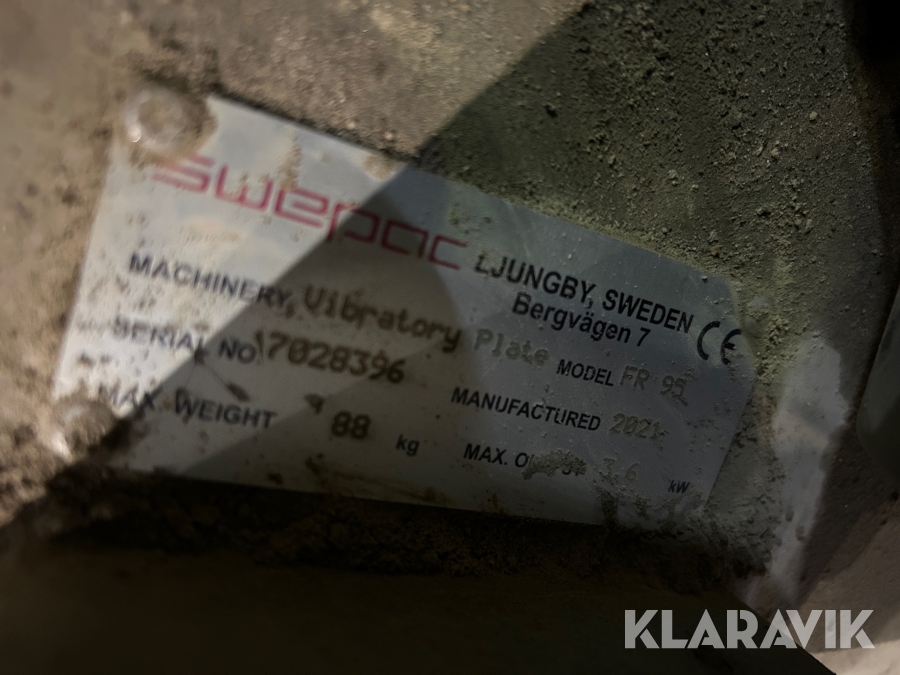 swepac
LJUNGBY, SWEDEN
Bergvägen 7
CE
MACHINERY, Vibratory Plate
MODEL FR 95
SERIAL NO 17028396
MANUFACTURED 2021
MAX. WEIGHT 88 kg
MAX. 3.6 kW
KLARAVIK